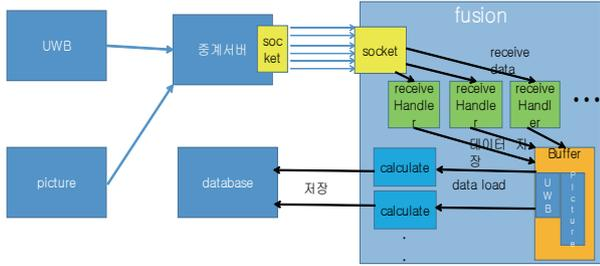 fusion
UWB
중계서버
soc
ket
socket
receive
data
receive
Handle
r
receive
Handle
r
receive
Handl
er
...
데이터 저
장
Buffer
picture
database
저장
calculate
calculate
data load
U
W
B
P
i
c
t
u
r
e
.
.